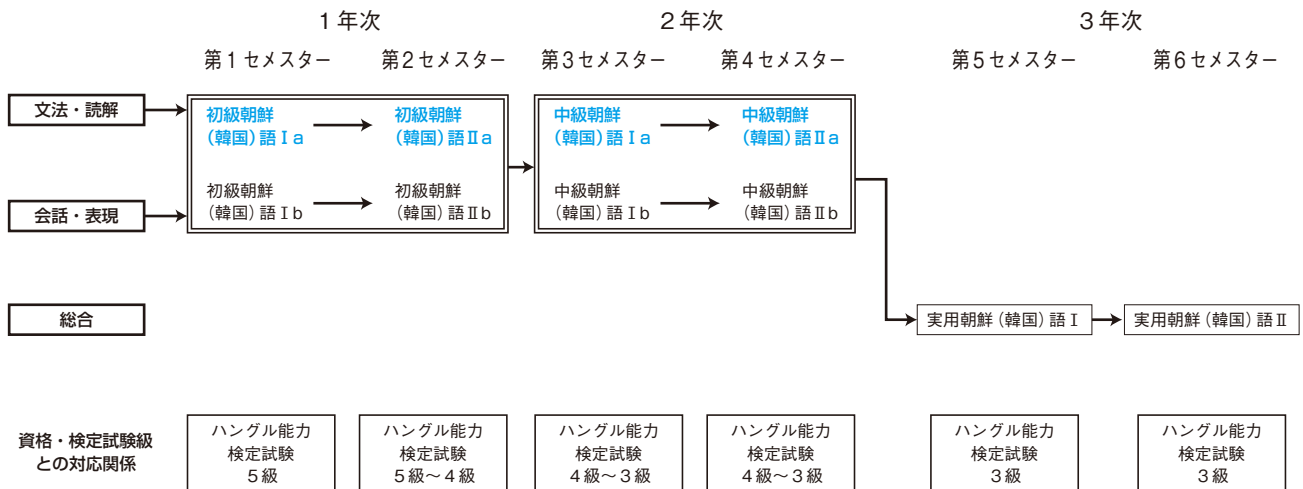 1年次 2年次 3年次
第1セメスター 第2セメスター 第3セメスター 第4セメスター 第5セメスター 第6セメスター
文法・読解
初級朝鮮
(韓国)語Ⅰa
初級朝鮮
(韓国)語Ⅱa
中級朝鮮
(韓国)語Ⅰa
中級朝鮮
(韓国)語Ⅱa
会話・表現
初級朝鮮
(韓国)語Ⅰb
初級朝鮮
(韓国)語Ⅱb
中級朝鮮
(韓国)語Ⅰb
中級朝鮮
(韓国)語Ⅱb
総合
実用朝鮮(韓国)語Ⅰ
実用朝鮮(韓国)語Ⅱ
資格・検定試験級
との対応関係
ハングル能力
検定試験
5級
ハングル能力
検定試験
5級〜4級
ハングル能力
検定試験
4級〜3級
ハングル能力
検定試験
4級〜3級
ハングル能力
検定試験
3級
ハングル能力
検定試験
3級